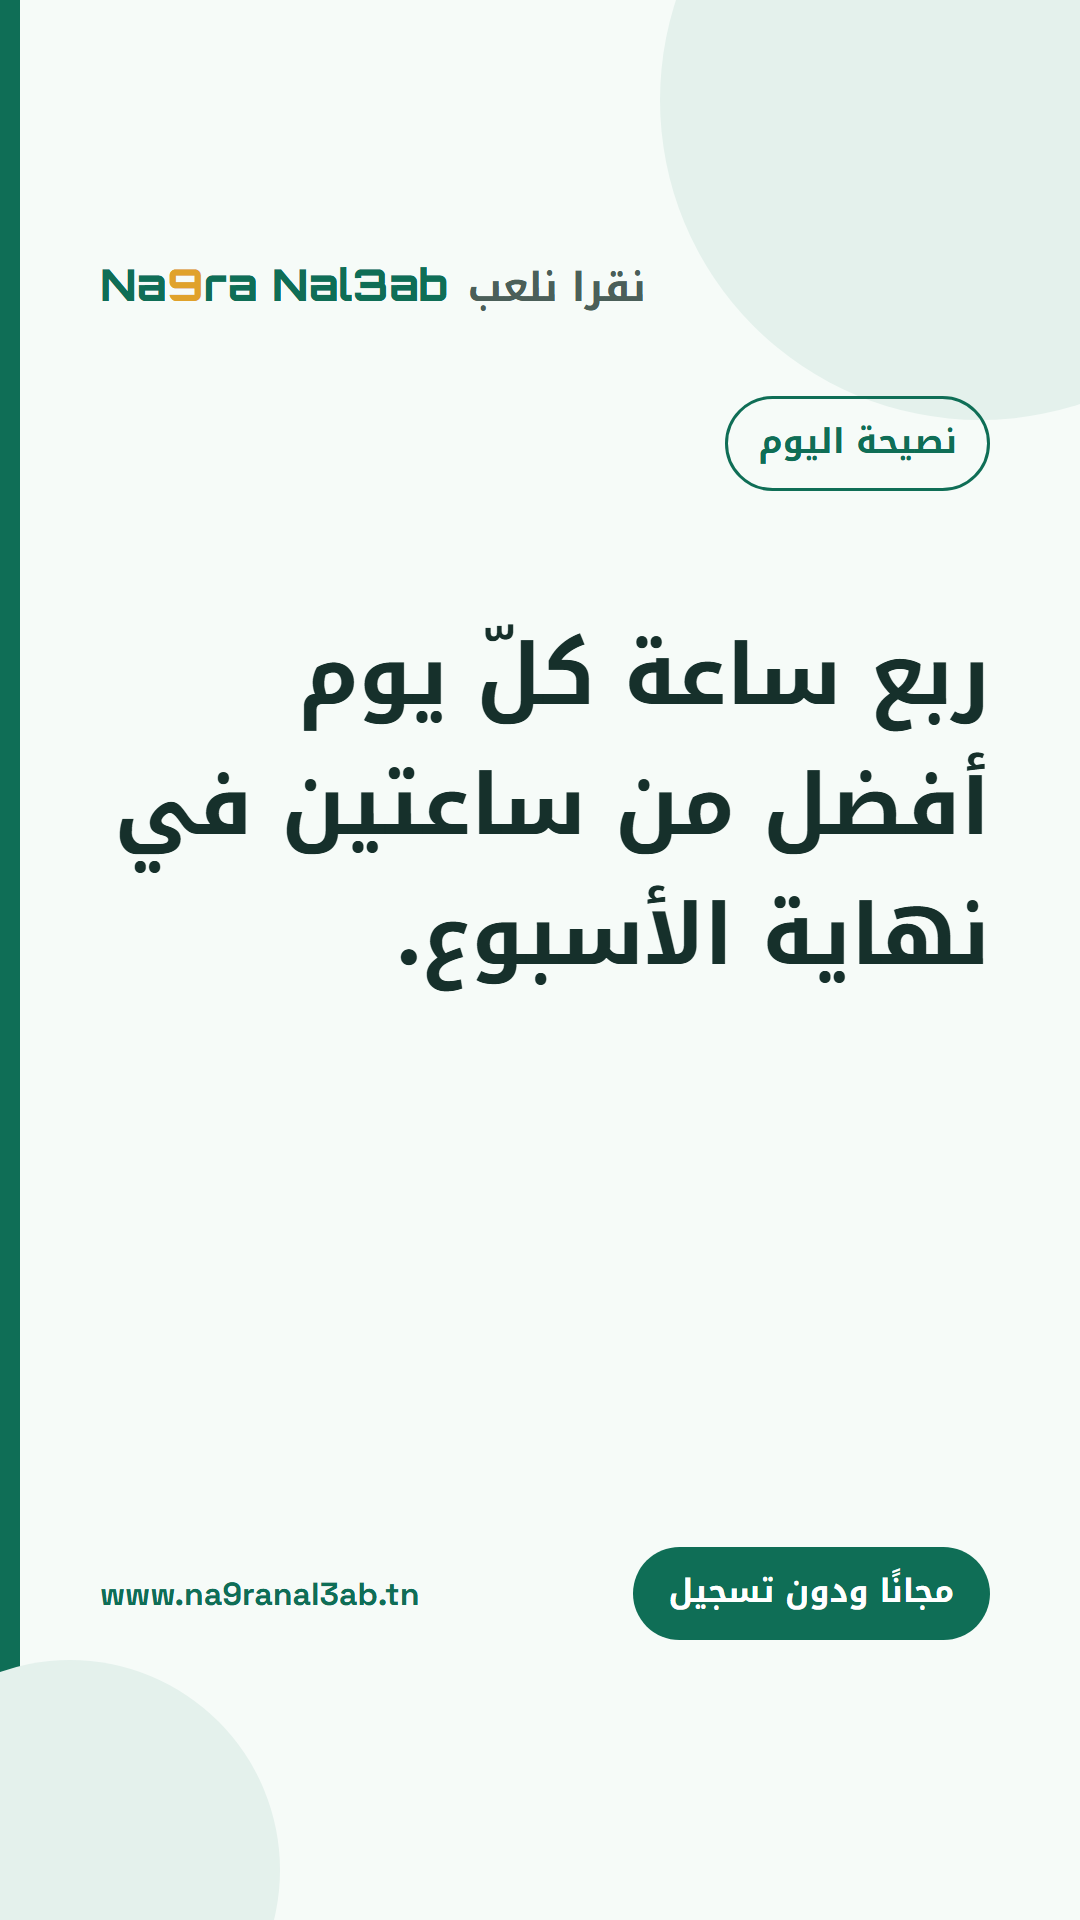 Na9ra Nal3ab نقرا نلعب
نصيحة اليوم
ربع ساعة كلّ يوم
أفضل من ساعتين في
نهاية الأسبوع.
مجانًا ودون تسجيل
www.na9ranal3ab.tn